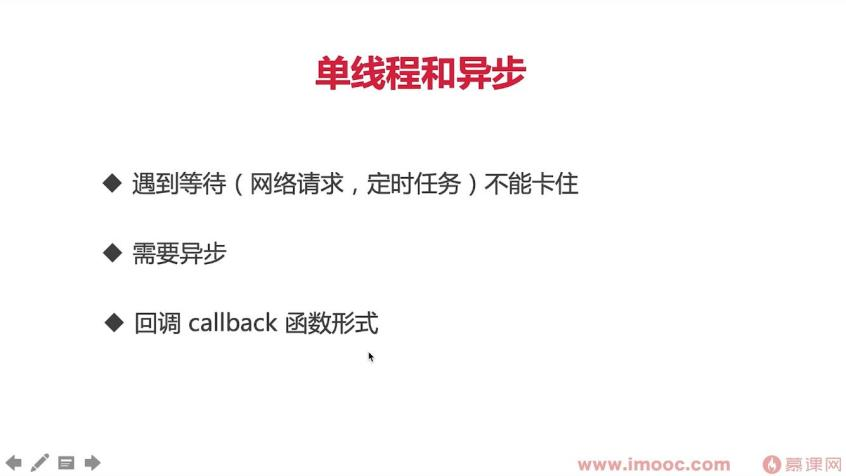 单线程和异步
◆ 遇到等待（网络请求，定时任务）不能卡住
◆ 需要异步
◆ 回调 callback 函数形式
www.imooc.com 慕课网